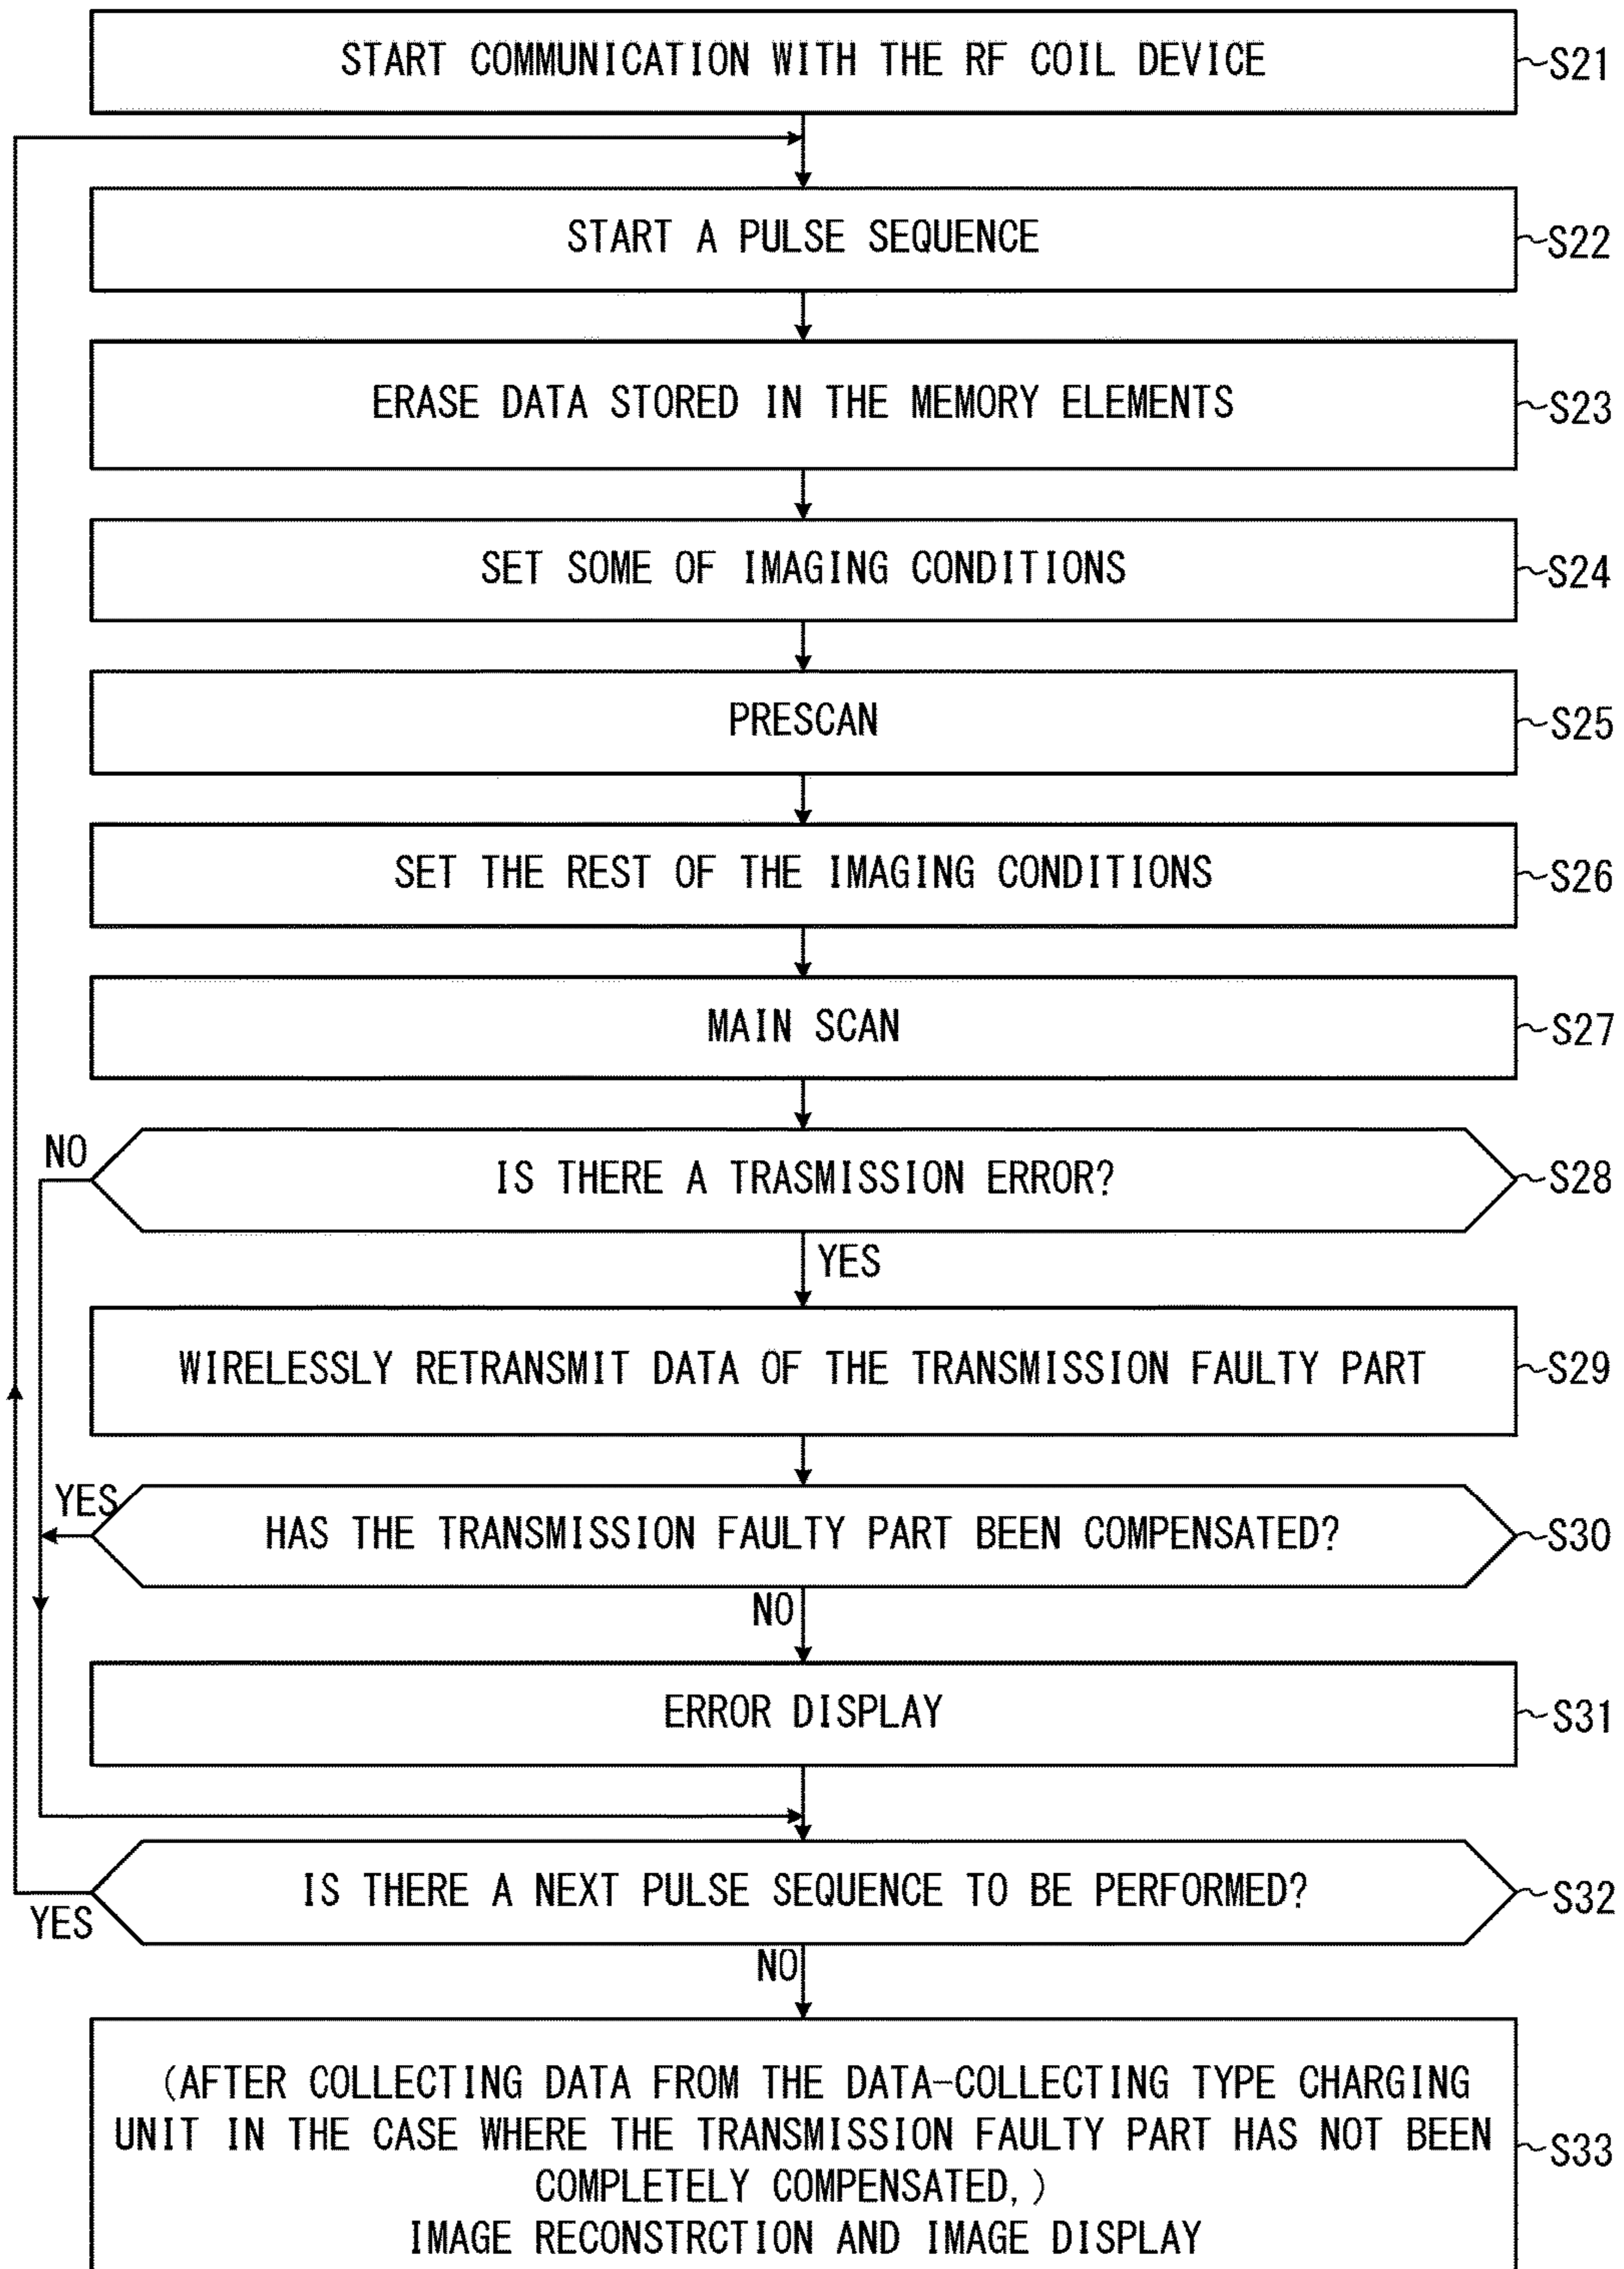 START COMMUNICATION WITH THE RF COIL DEVICE
S21
START A PULSE SEQUENCE
S22
ERASE DATA STORED IN THE MEMORY ELEMENTS
S23
SET SOME OF IMAGING CONDITIONS
S24
PRESCAN
S25
SET THE REST OF THE IMAGING CONDITIONS
S26
MAIN SCAN
S27
NO
IS THERE A TRASMISSION ERROR?
S28
YES
WIRELESSLY RETRANSMIT DATA OF THE TRANSMISSION FAULTY PART
S29
YES
HAS THE TRANSMISSION FAULTY PART BEEN COMPENSATED?
S30
NO
ERROR DISPLAY
S31
IS THERE A NEXT PULSE SEQUENCE TO BE PERFORMED?
S32
YES
NO
(AFTER COLLECTING DATA FROM THE DATA-COLLECTING TYPE CHARGING
UNIT IN THE CASE WHERE THE TRANSMISSION FAULTY PART HAS NOT BEEN
COMPLETELY COMPENSATED,)
IMAGE RECONSTRCTION AND IMAGE DISPLAY
S33